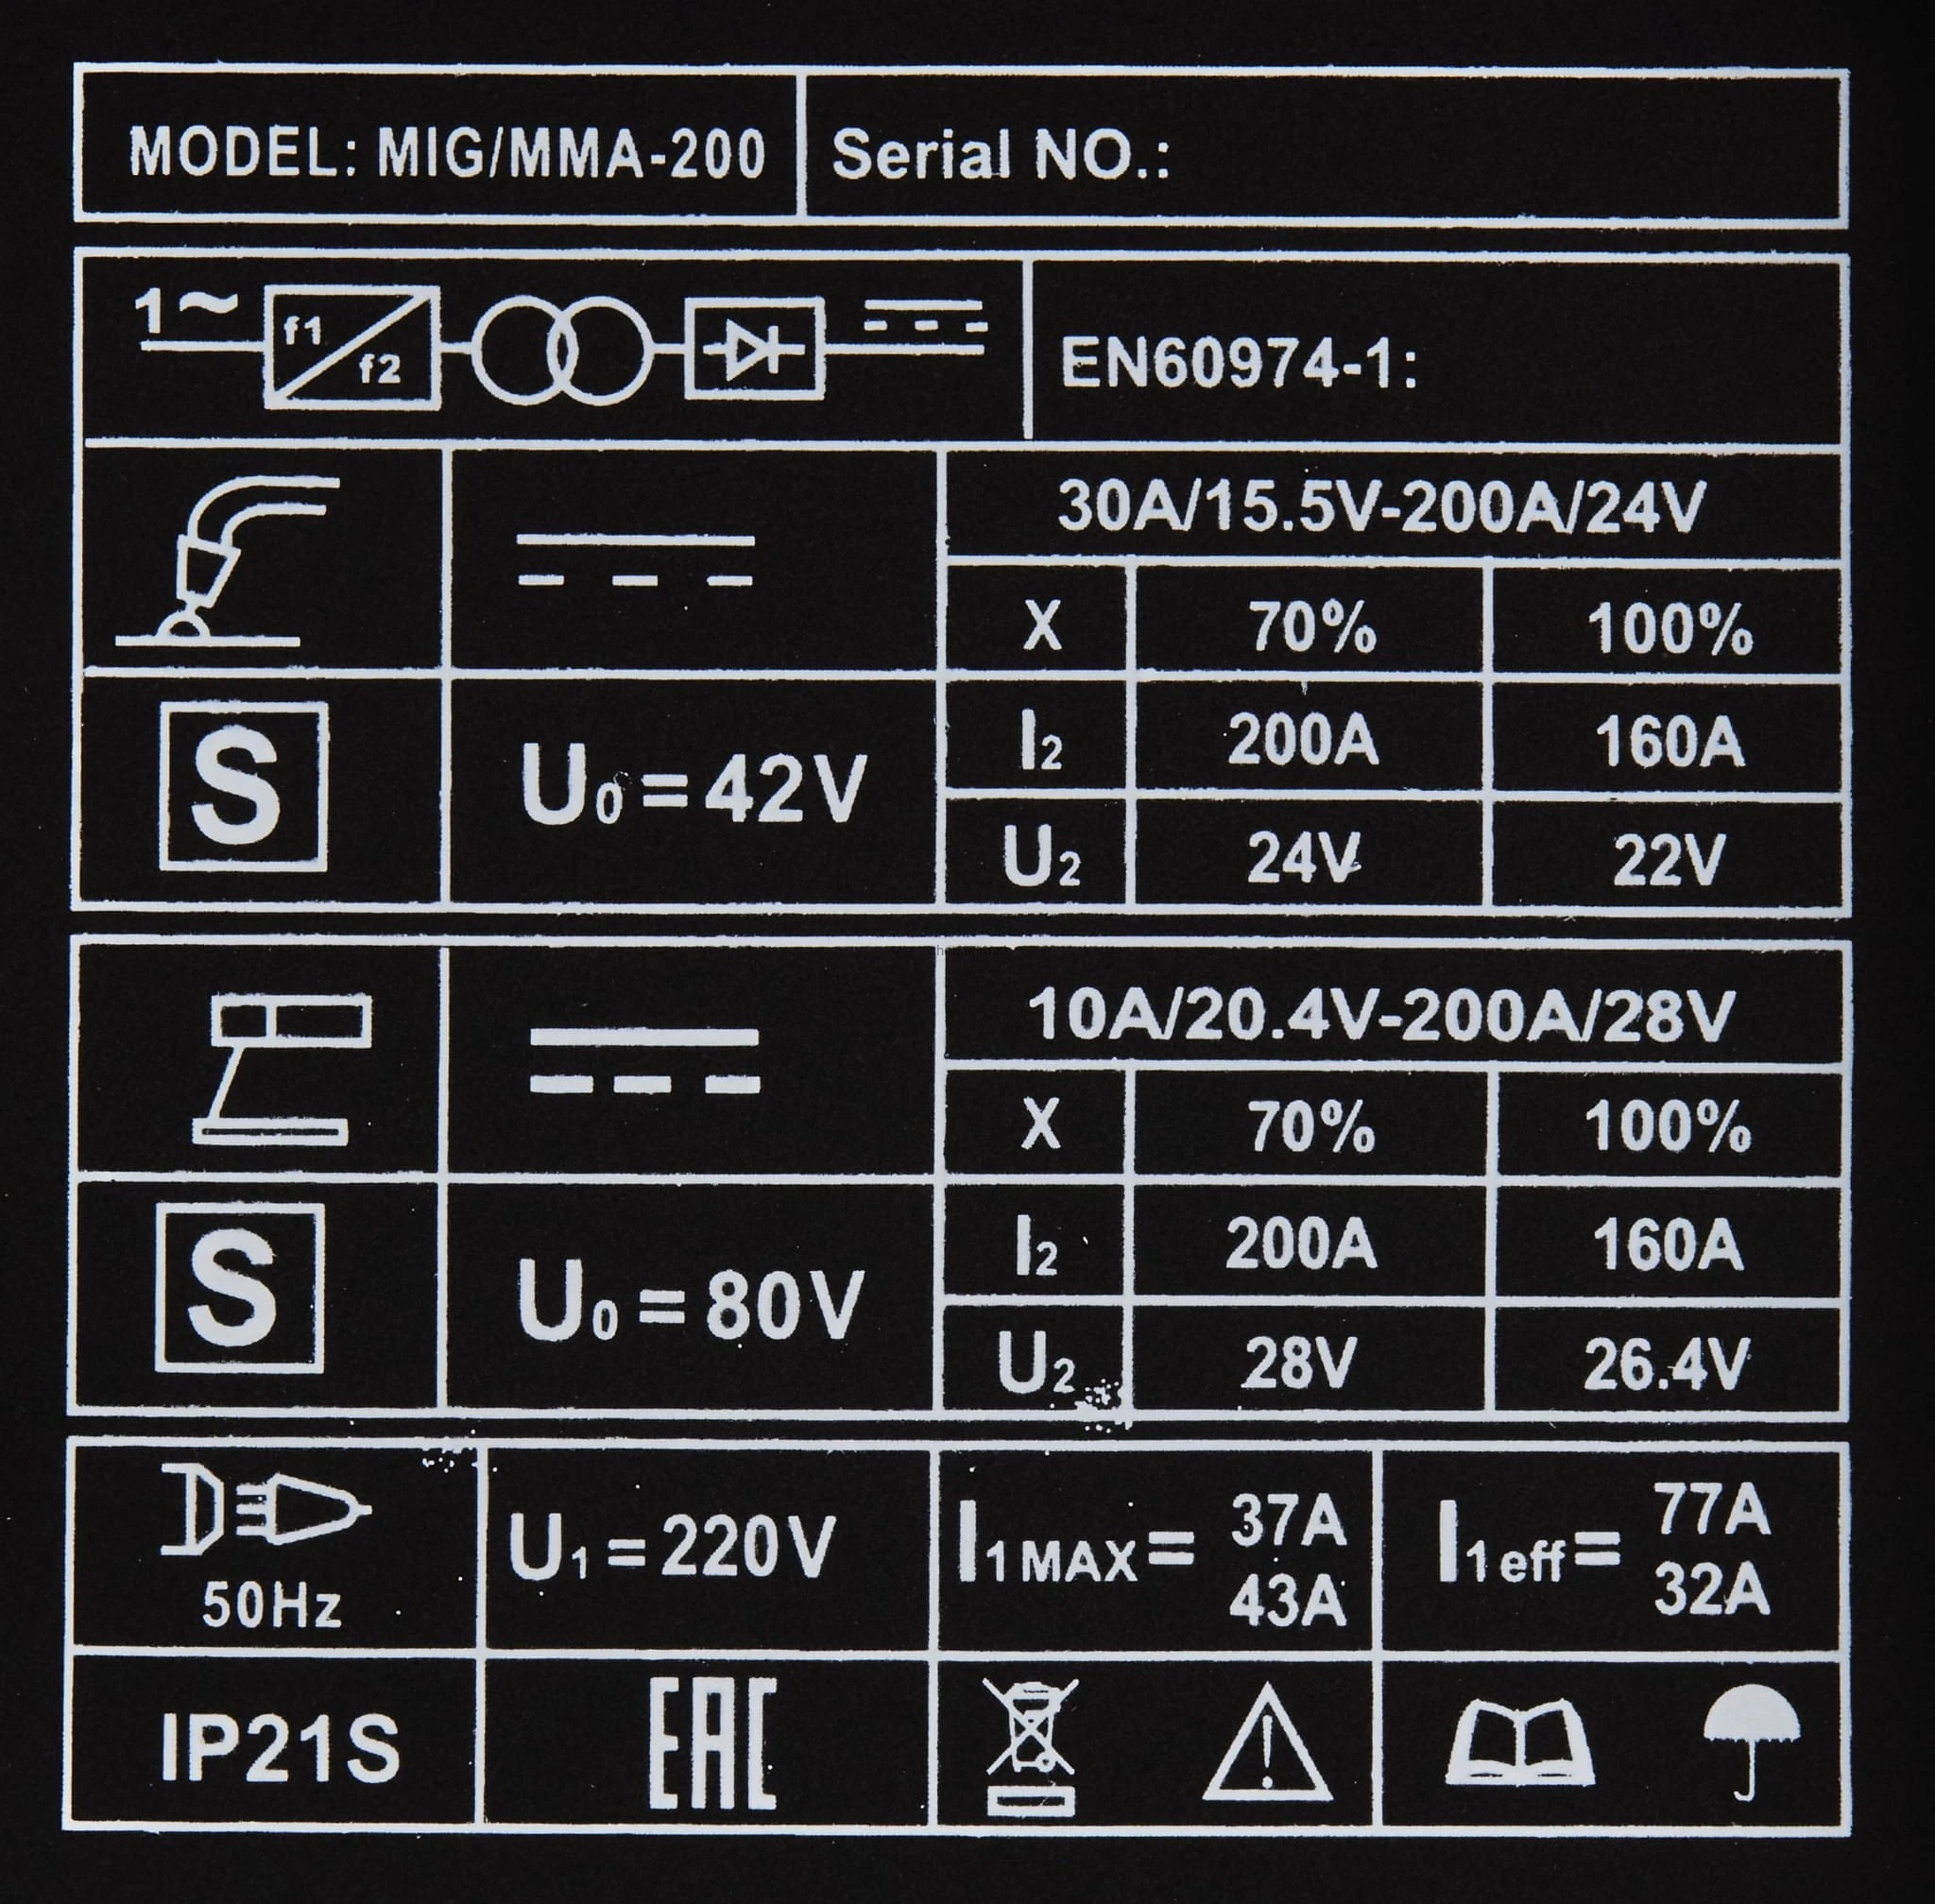 MODEL: MIG/MMA-200
Serial NO.:
1~
f1
f2
EN60974-1:
30A/15.5V-200A/24V
X 70% 100%
I2 200A 160A
S
U0=42V
U2 24V 22V
10A/20.4V-200A/28V
X 70% 100%
I2 200A 160A
S
U0=80V
U2 28V 26.4V
50Hz
U1=220V
I1MAX= 37A
43A
I1eff= 77A
32A
IP21S
EAC